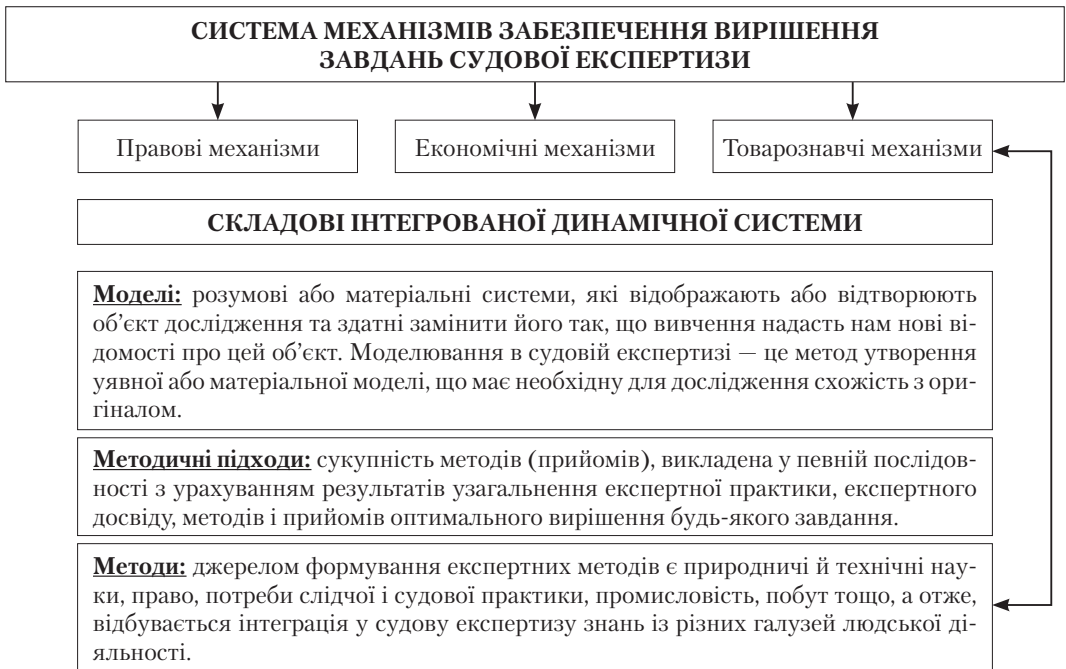 СИСТЕМА МЕХАНІЗМІВ ЗАБЕЗПЕЧЕННЯ ВИРІШЕННЯ
ЗАВДАНЬ СУДОВОЇ ЕКСПЕРТИЗИ
Правові механізми
Економічні механізми
Товарознавчі механізми
СКЛАДОВІ ІНТЕГРОВАНОЇ ДИНАМІЧНОЇ СИСТЕМИ
Моделі: розумові або матеріальні системи, які відображають або відтворюють
об’єкт дослідження та здатні замінити його так, що вивчення надасть нам нові ві-
домості про цей об’єкт. Моделювання в судовій експертизі — це метод утворення
уявної або матеріальної моделі, що має необхідну для дослідження схожість з ори-
гіналом.
Методичні підходи: сукупність методів (прийомів), викладена у певній послідов-
ності з урахуванням результатів узагальнення експертної практики, експертного
досвіду, методів і прийомів оптимального вирішення будь-якого завдання.
Методи: джерелом формування експертних методів є природничі й технічні нау-
ки, право, потреби слідчої і судової практики, промисловість, побут тощо, а отже,
відбувається інтеграція у судову експертизу знань із різних галузей людської ді-
яльності.